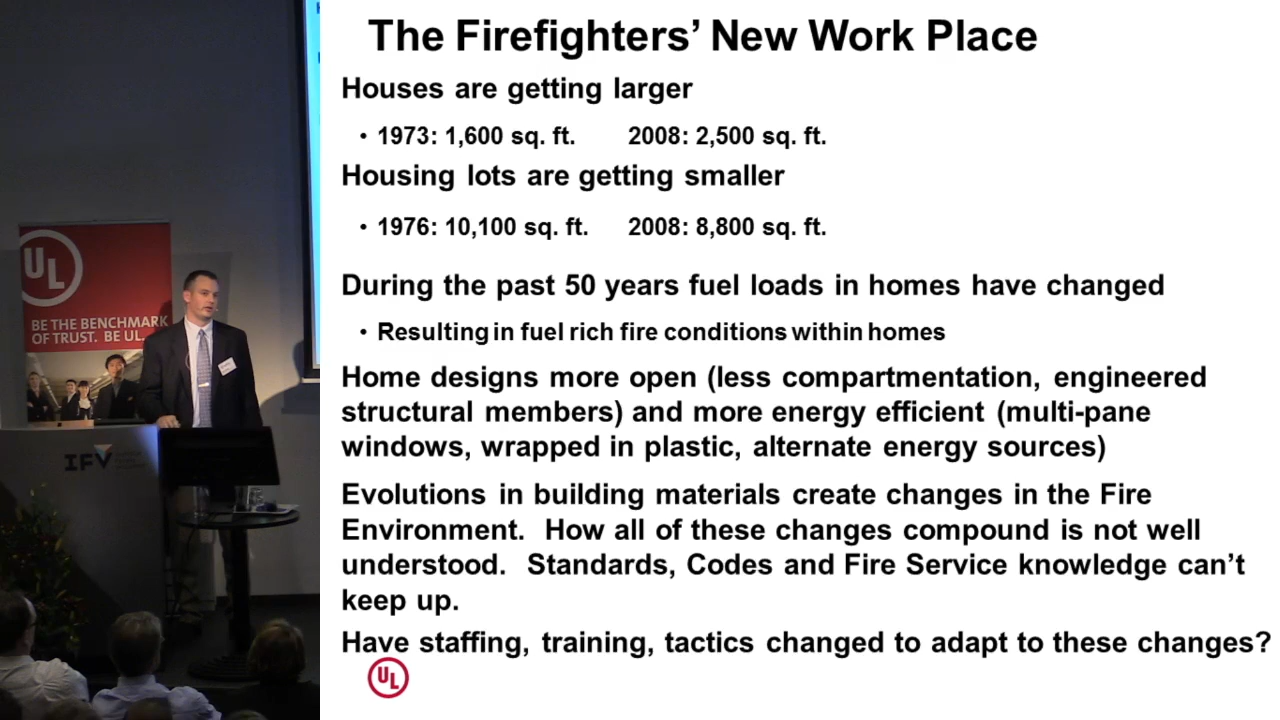 The Firefighters' New Work Place
Houses are getting larger
• 1973: 1,600 sq. ft. 2008: 2,500 sq. ft.
Housing lots are getting smaller
• 1976: 10,100 sq. ft. 2008: 8,800 sq. ft.
During the past 50 years fuel loads in homes have changed
• Resulting in fuel rich fire conditions within homes
Home designs more open (less compartmentation, engineered
structural members) and more energy efficient (multi-pane
windows, wrapped in plastic, alternate energy sources)
Evolutions in building materials create changes in the Fire
Environment. How all of these changes compound is not well
understood. Standards, Codes and Fire Service knowledge can't
keep up.
Have staffing, training, tactics changed to adapt to these changes?
UL
UL
BE THE BENCHMARK
OF TRUST. BE UL.
IFV